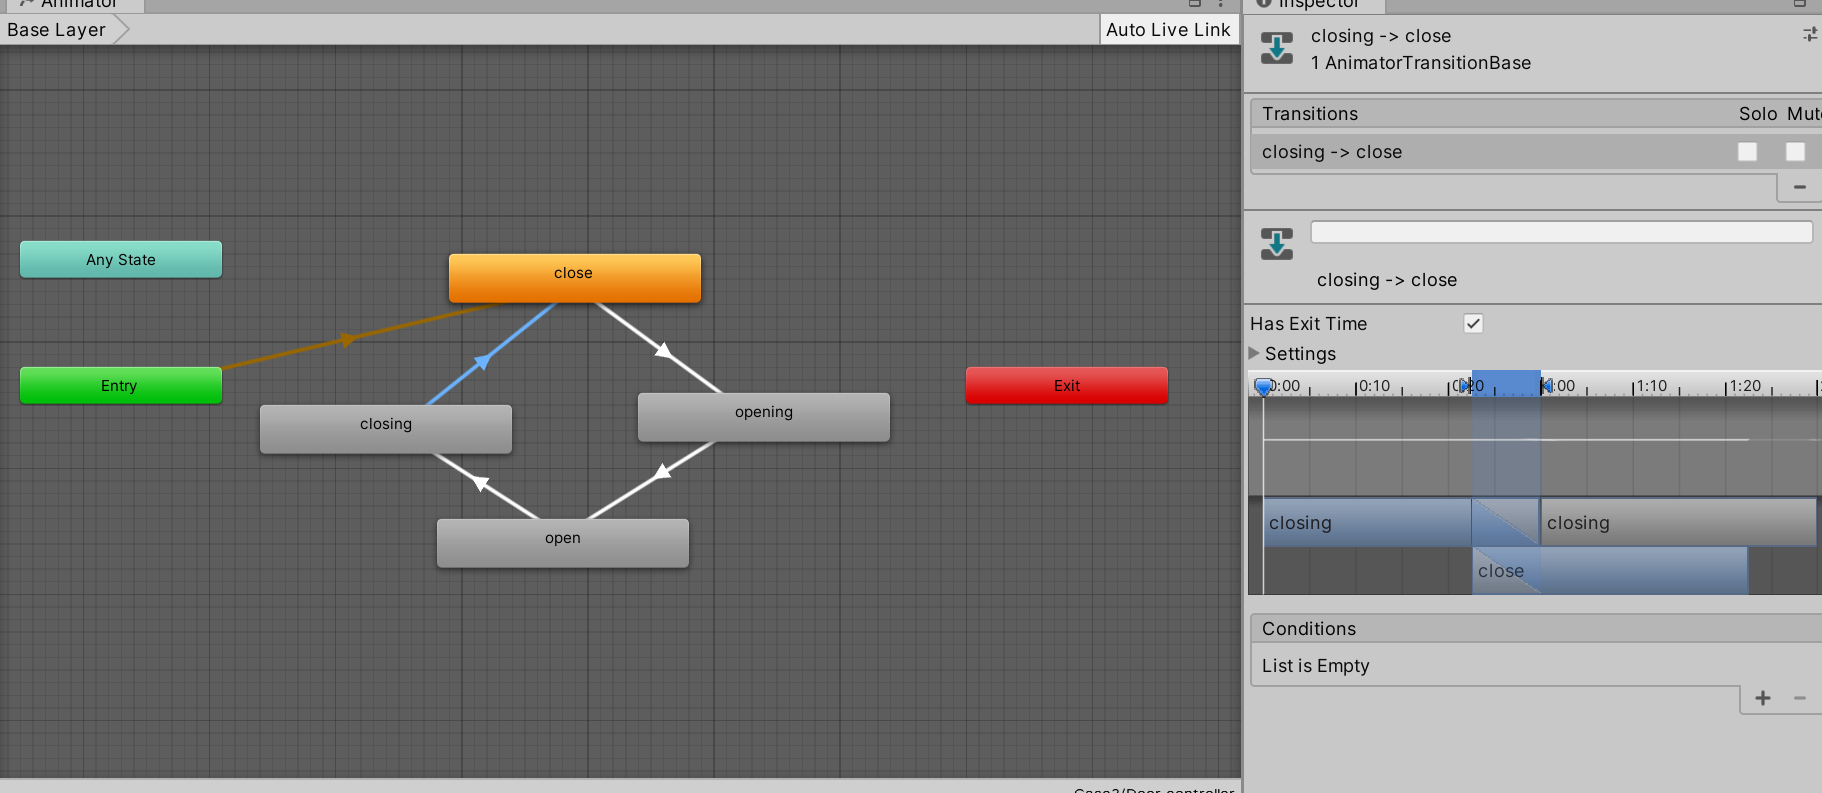 Animator
Base Layer
Auto Live Link
Any State
close
Entry
closing
opening
Exit
open
Inspector
closing -> close
1 AnimatorTransitionBase
Transitions
Solo
Mute
closing -> close
closing -> close
Has Exit Time
Settings
0:00
0:10
0:20
1:00
1:10
1:20
closing
closing
close
Conditions
List is Empty